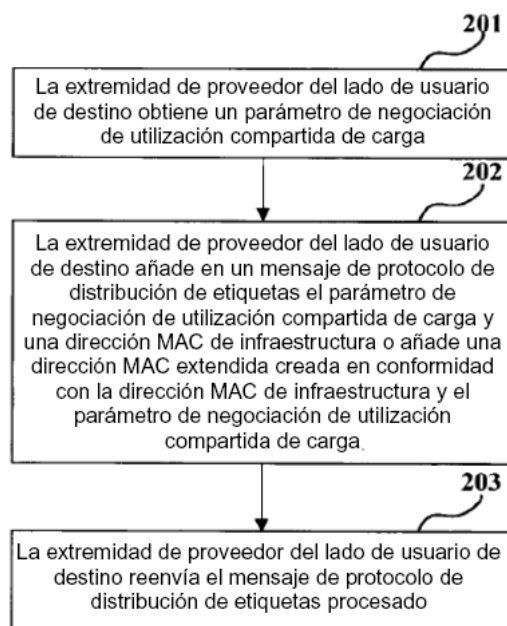 201
La extremidad de proveedor del lado de usuario
de destino obtiene un parámetro de negociación
de utilización compartida de carga
202
La extremidad de proveedor del lado de usuario
de destino añade en un mensaje de protocolo de
distribución de etiquetas el parámetro de
negociación de utilización compartida de carga y
una dirección MAC de infraestructura o añade una
dirección MAC extendida creada en conformidad
con la dirección MAC de infraestructura y el
parámetro de negociación de utilización
compartida de carga.
203
La extremidad de proveedor del lado de usuario de
destino reenvía el mensaje de protocolo de
distribución de etiquetas procesado